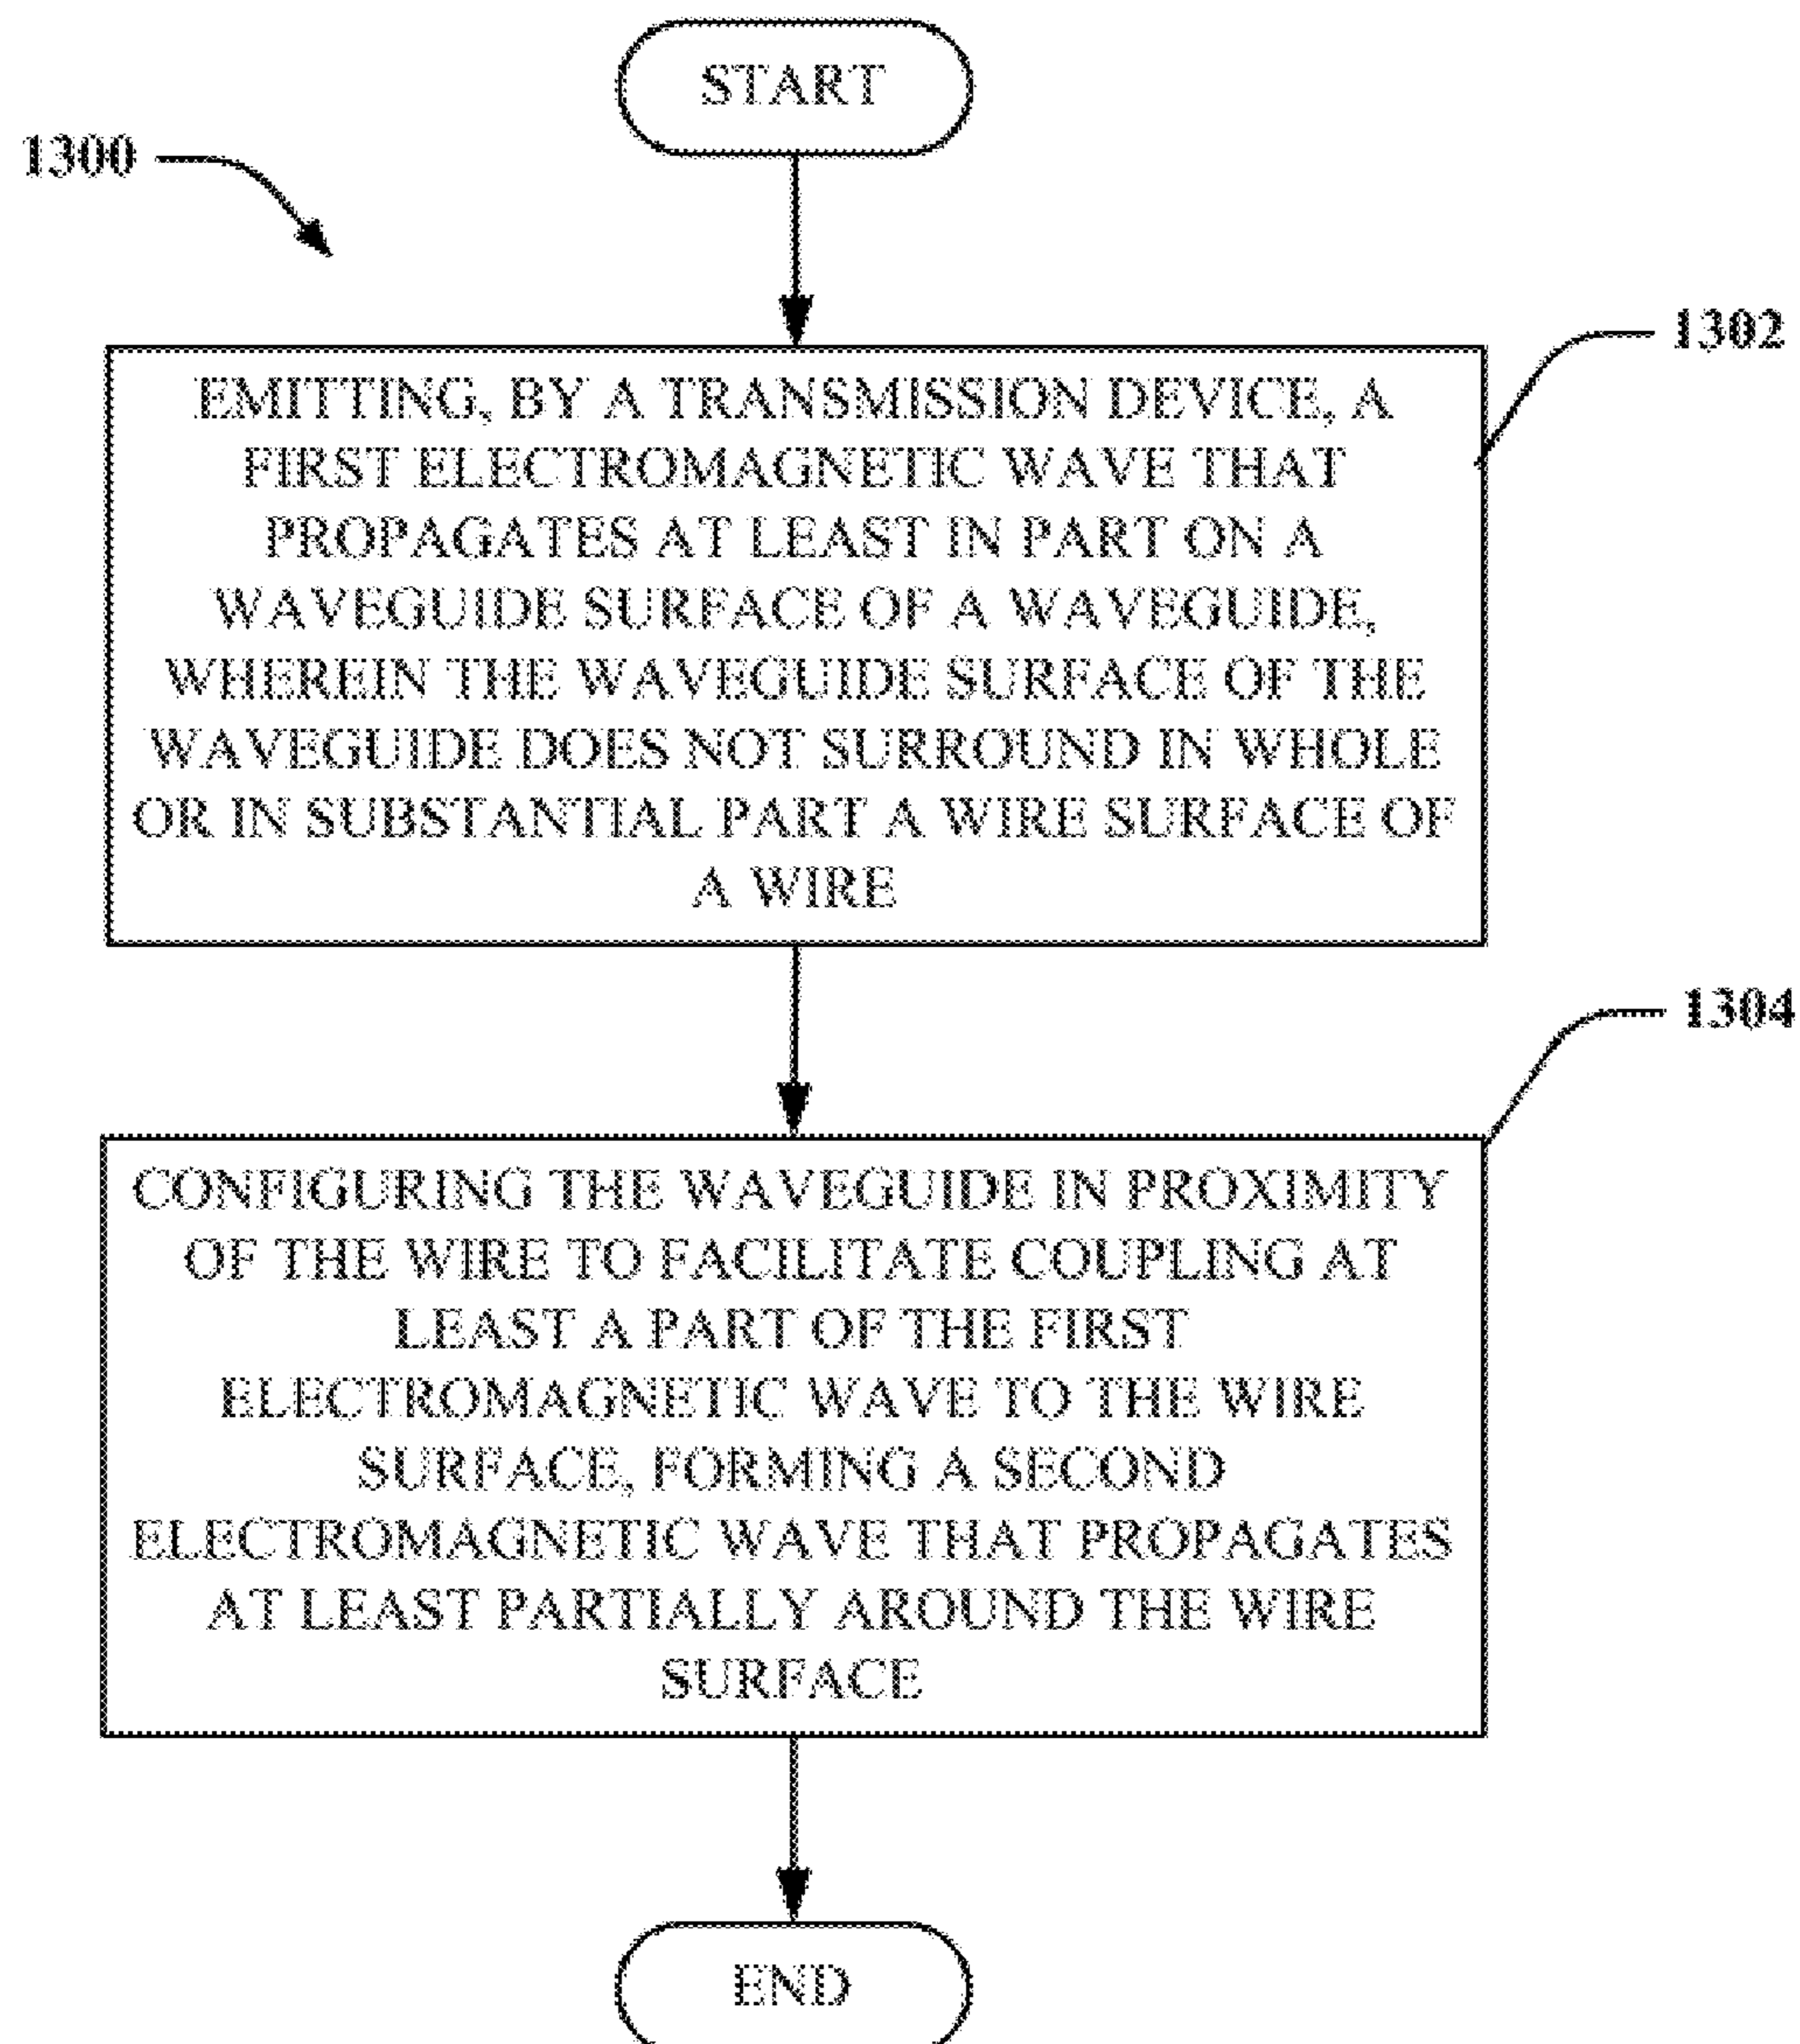 START
1300
1302
EMITTING, BY A TRANSMISSION DEVICE, A
FIRST ELECTROMAGNETIC WAVE THAT
PROPAGATES AT LEAST IN PART ON A
WAVEGUIDE SURFACE OF A WAVEGUIDE,
WHEREIN THE WAVEGUIDE SURFACE OF THE
WAVEGUIDE DOES NOT SURROUND IN WHOLE
OR IN SUBSTANTIAL PART A WIRE SURFACE OF
A WIRE
1304
CONFIGURING THE WAVEGUIDE IN PROXIMITY
OF THE WIRE TO FACILITATE COUPLING AT
LEAST A PART OF THE FIRST
ELECTROMAGNETIC WAVE TO THE WIRE
SURFACE, FORMING A SECOND
ELECTROMAGNETIC WAVE THAT PROPAGATES
AT LEAST PARTIALLY AROUND THE WIRE
SURFACE
END